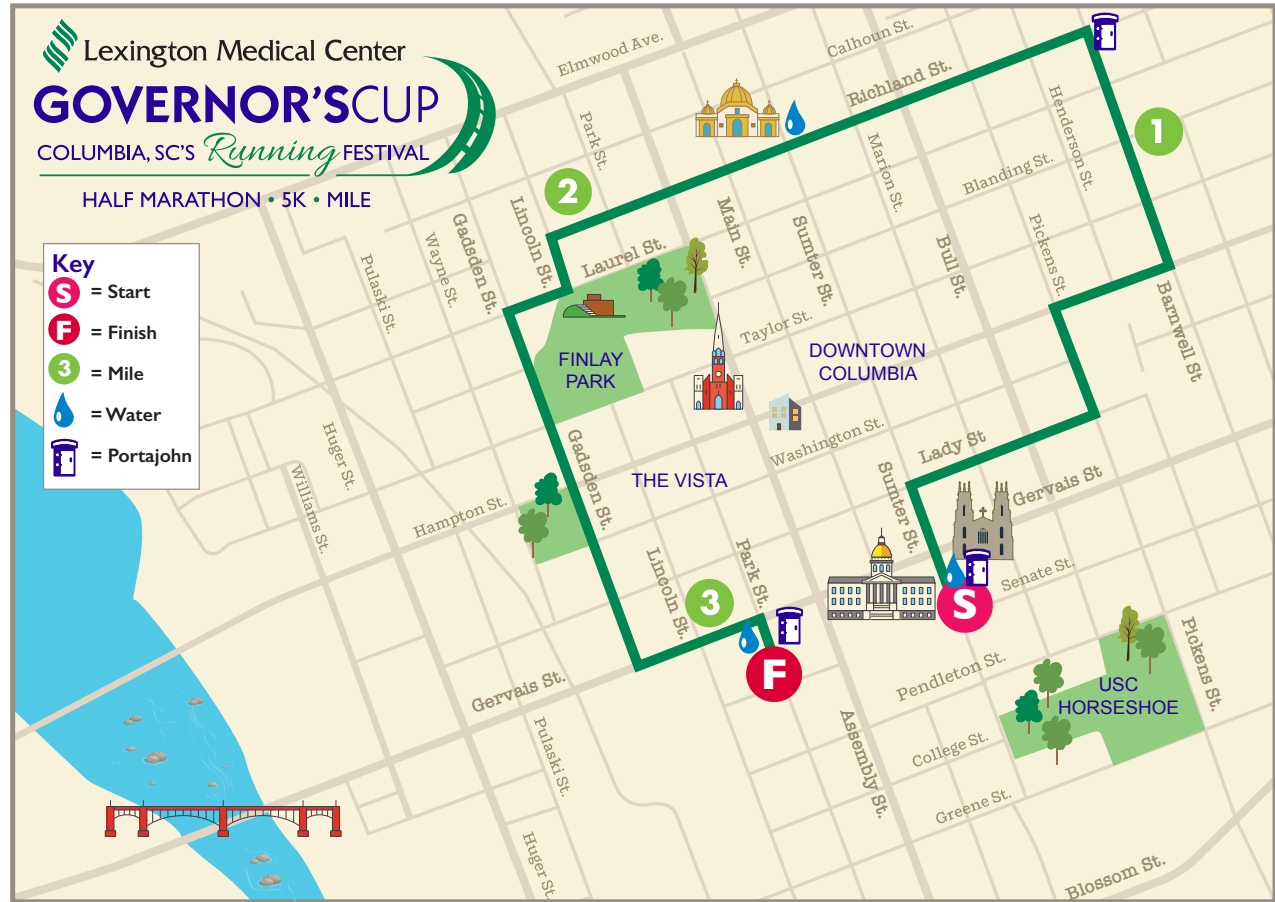 Lexington Medical Center
GOVERNOR'SCUP
COLUMBIA, SC'S Running FESTIVAL
HALF MARATHON • 5K • MILE
Key
S = Start
F = Finish
3 = Mile
= Water
= Portajohn
Elmwood Ave.
Calhoun St.
Richland St.
Park St.
Henderson St.
1
Marion St.
Blanding St.
2
Lincoln St.
Gadsden St.
Wayne St.
Pulaski St.
Laurel St.
Main St.
Sumter St.
Bull St.
Pickens St.
Barnwell St
Taylor St.
FINLAY
PARK
DOWNTOWN
COLUMBIA
Washington St.
Lady St
Gervais St
Huger St.
Williams St.
Hampton St.
Gadsden St.
THE VISTA
Sumter St.
Lincoln St.
Park St.
3
Senate St.
S
F
Gervais St.
Pulaski St.
Huger St.
Assembly St.
Pendleton St.
College St.
Greene St.
Pickens St.
USC
HORSESHOE
Blossom St.